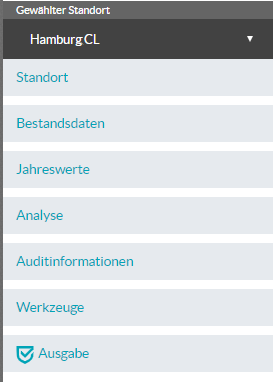 Gewählter Standort
Hamburg CL
Standort
Bestandsdaten
Jahreswerte
Analyse
Auditinformationen
Werkzeuge
Ausgabe